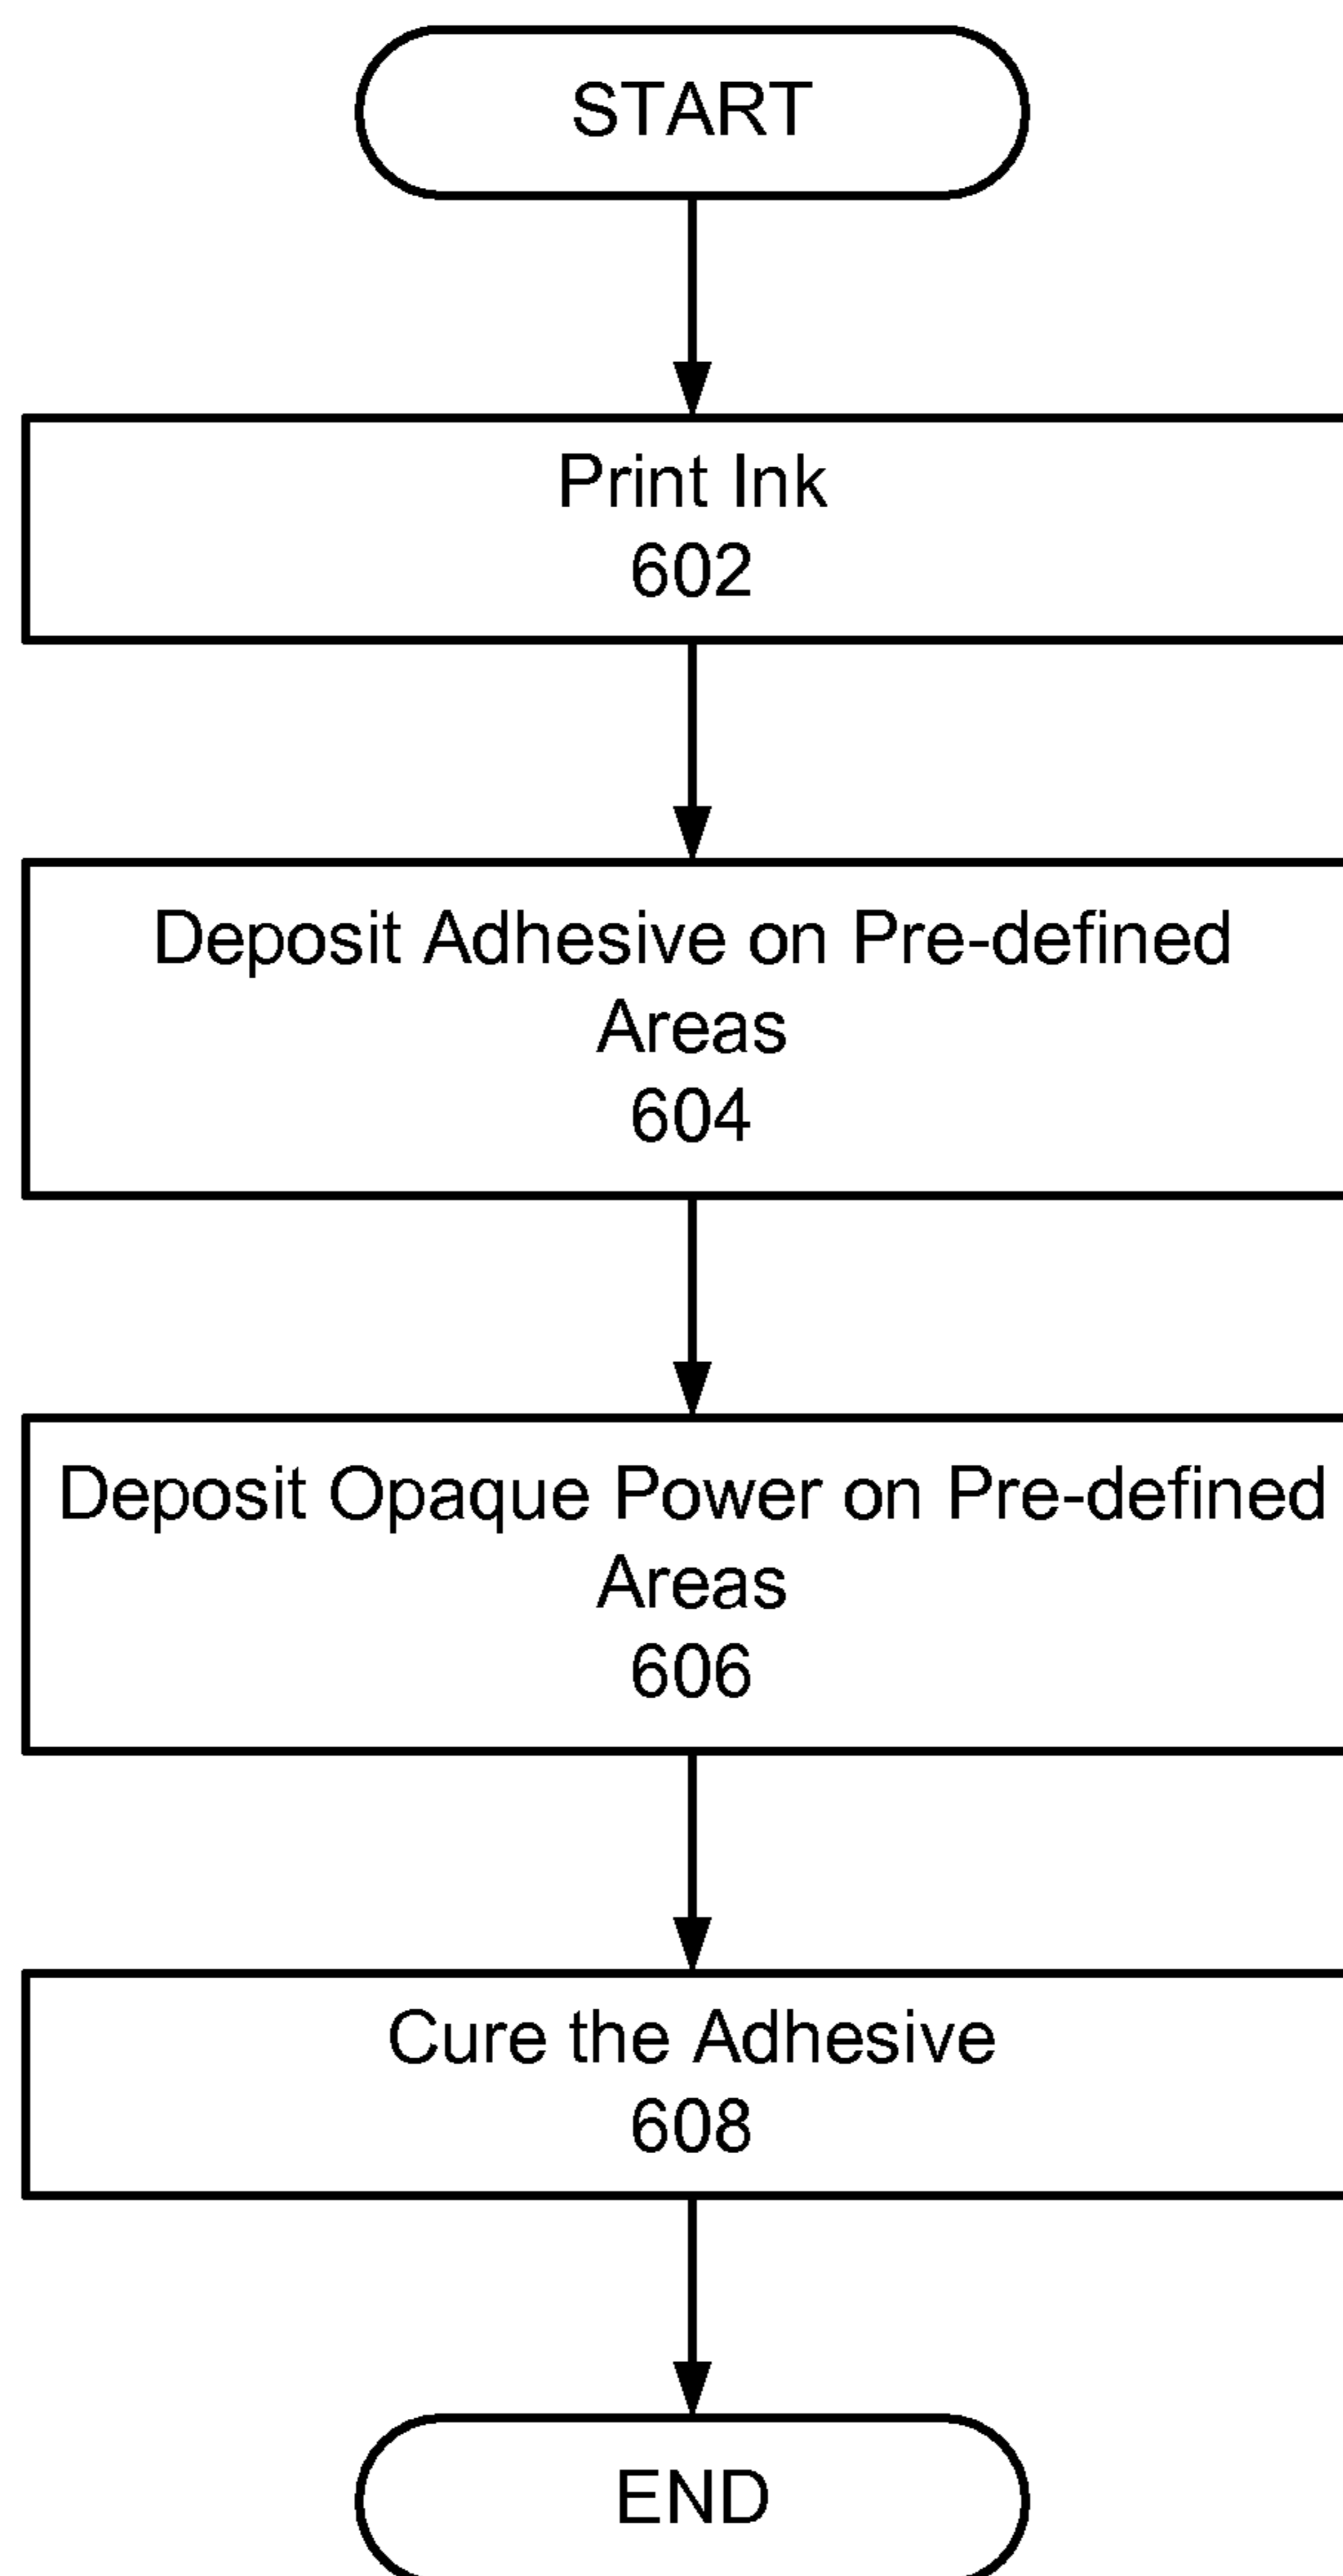 START
Print Ink
602
Deposit Adhesive on Pre-defined
Areas
604
Deposit Opaque Power on Pre-defined
Areas
606
Cure the Adhesive
608
END